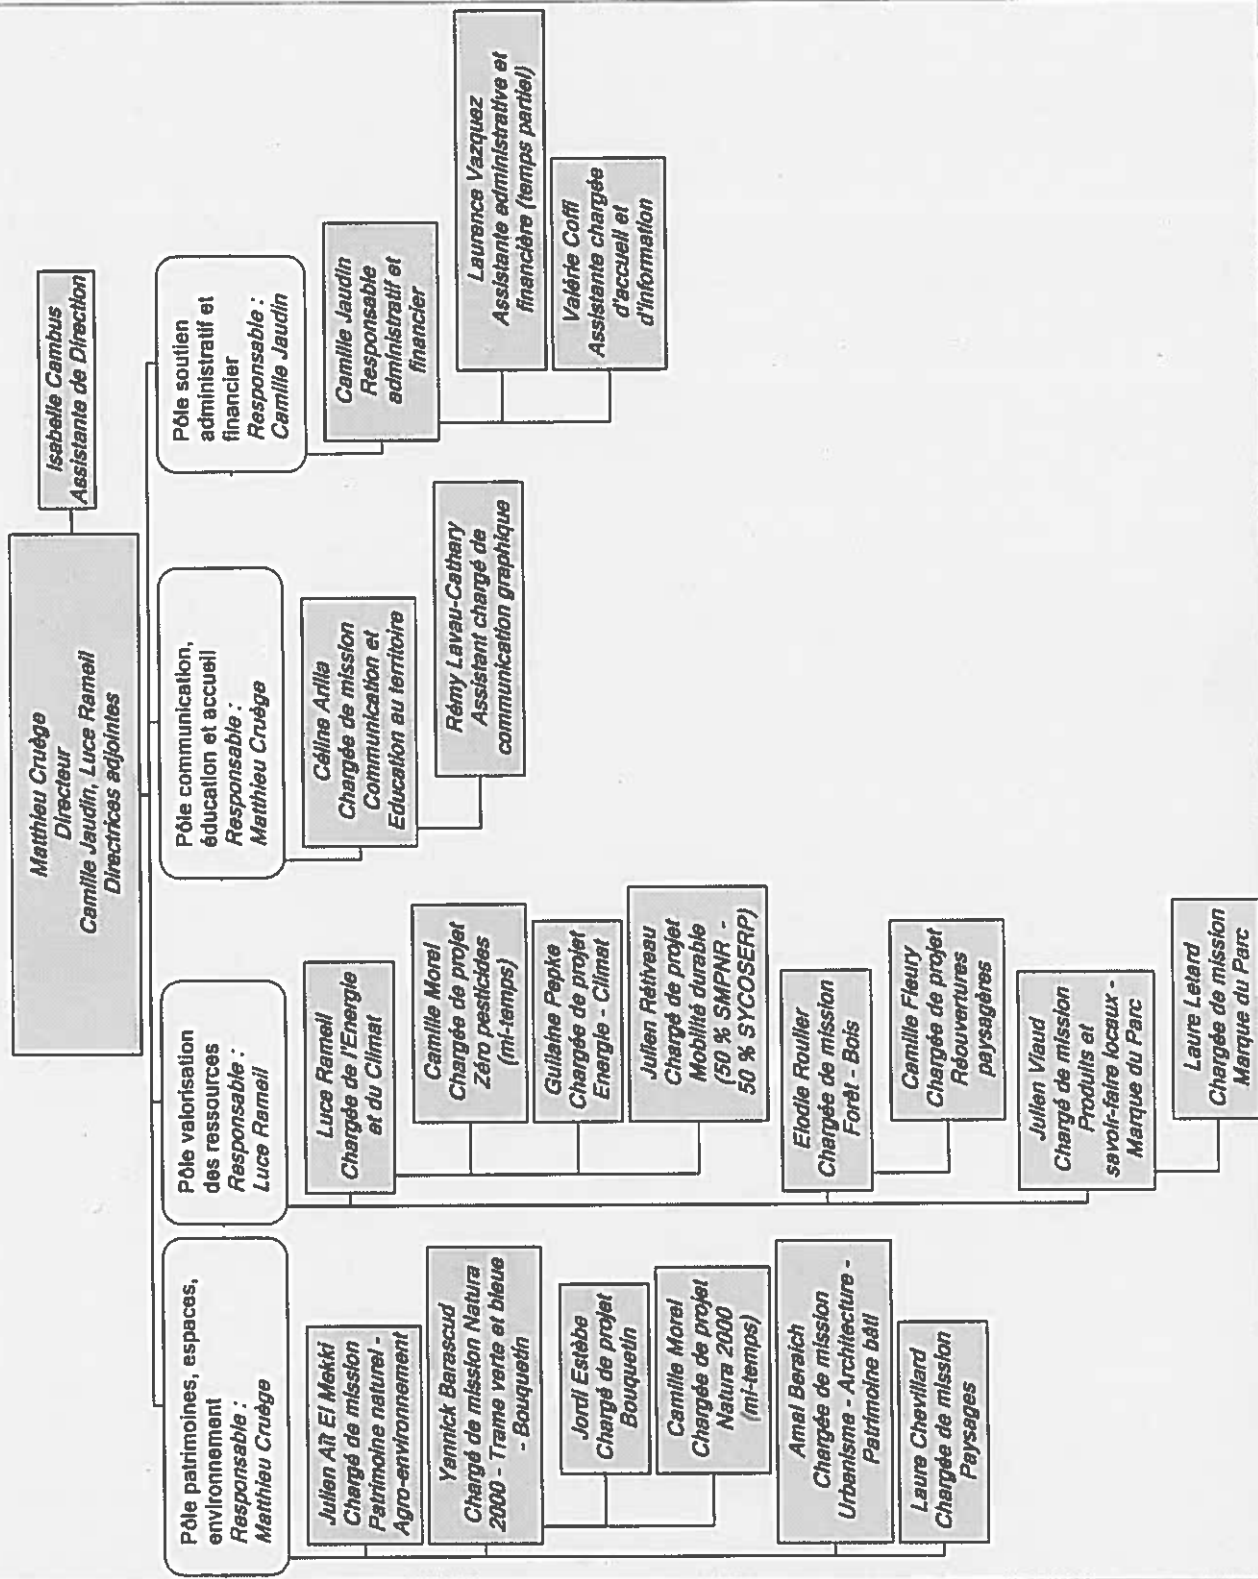 Matthieu Cruège
Directeur
Camille Jaudin, Luce Rameil
Directrices adjointes
Isabelle Cambus
Assistante de Direction
Pôle patrimoines, espaces,
environnement
Responsable :
Matthieu Cruège
Julien Aït El Mekki
Chargé de mission
Patrimoine naturel -
Agro-environnement
Yannick Barascud
Chargé de mission Natura
2000 - Trame verte et bleue
- Bouquetin
Jordi Estèbe
Chargé de projet
Bouquetin
Camille Morel
Chargée de projet
Natura 2000
(mi-temps)
Amal Beraich
Chargée de mission
Urbanisme - Architecture -
Patrimoine bâti
Laure Chevillard
Chargée de mission
Paysages
Pôle valorisation
des ressources
Responsable :
Luce Rameil
Luce Rameil
Chargée de l'Energie
et du Climat
Camille Morel
Chargée de projet
Zéro pesticides
(mi-temps)
Guilaine Pepke
Chargée de projet
Energie - Climat
Julien Rétiveau
Chargé de projet
Mobilité durable
(50 % SMPNR -
50 % SYCOSERP)
Elodie Roulier
Chargée de mission
Forêt - Bois
Camille Fleury
Chargée de projet
Réouvertures
paysagères
Julien Viaud
Chargé de mission
Produits et
savoir-faire locaux -
Marque du Parc
Laure Letard
Chargée de mission
Marque du Parc
Pôle communication,
éducation et accueil
Responsable :
Matthieu Cruège
Céline Arilla
Chargée de mission
Communication et
Education au territoire
Rémy Lavau-Cathary
Assistant chargé de
communication graphique
Pôle soutien
administratif et
financier
Responsable :
Camille Jaudin
Camille Jaudin
Responsable
administratif et
financier
Laurence Vazquez
Assistante administrative et
financière (temps partiel)
Valérie Coffi
Assistante chargée
d'accueil et
d'information